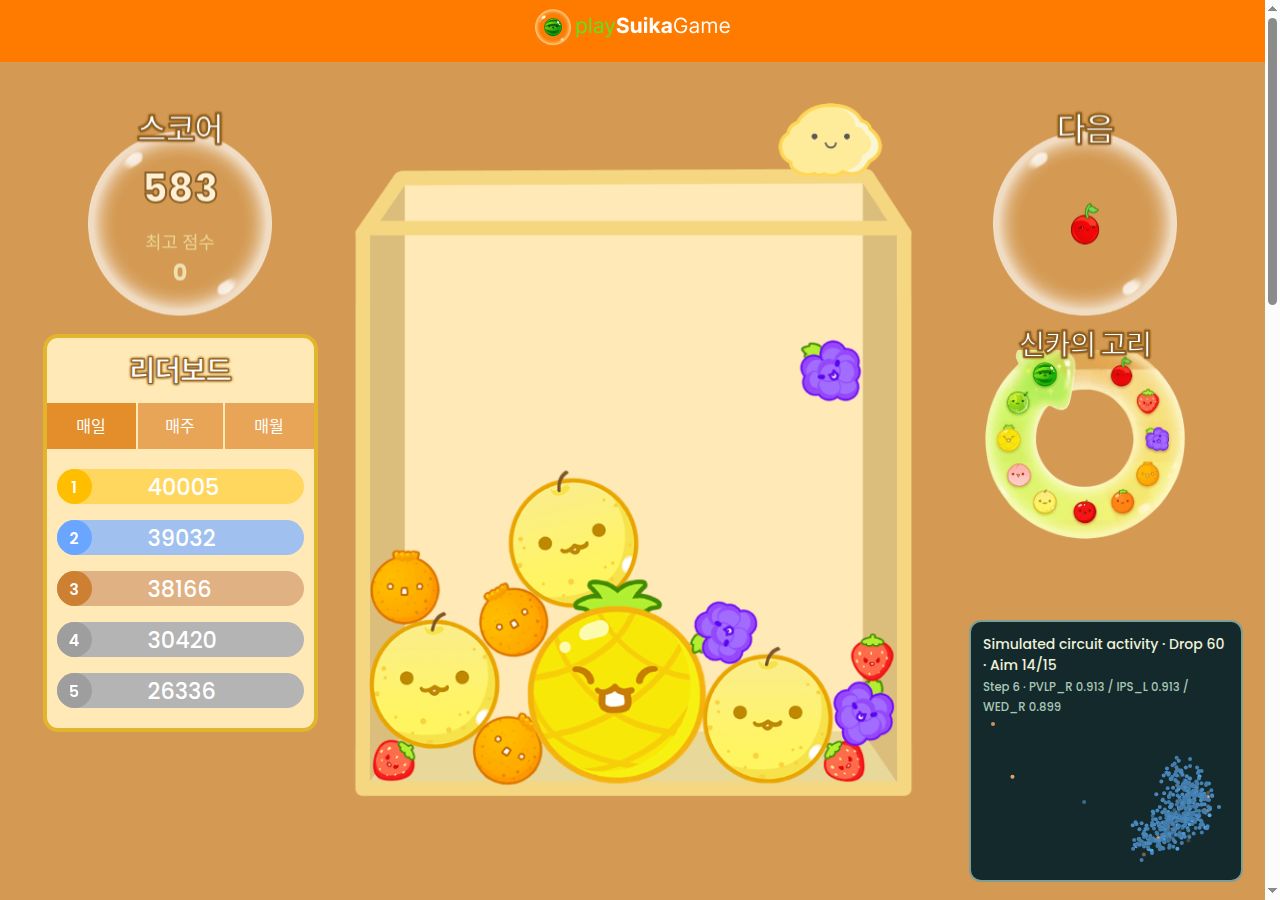 playSuikaGame
스코어
583
최고 점수
0
다음
신카의 고리
리더보드
매일 매주 매월
1 40005
2 39032
3 38166
4 30420
5 26336
Simulated circuit activity · Drop 60
· Aim 14/15
Step 6 · PVLP_R 0.913 / IPS_L 0.913 /
WED_R 0.899